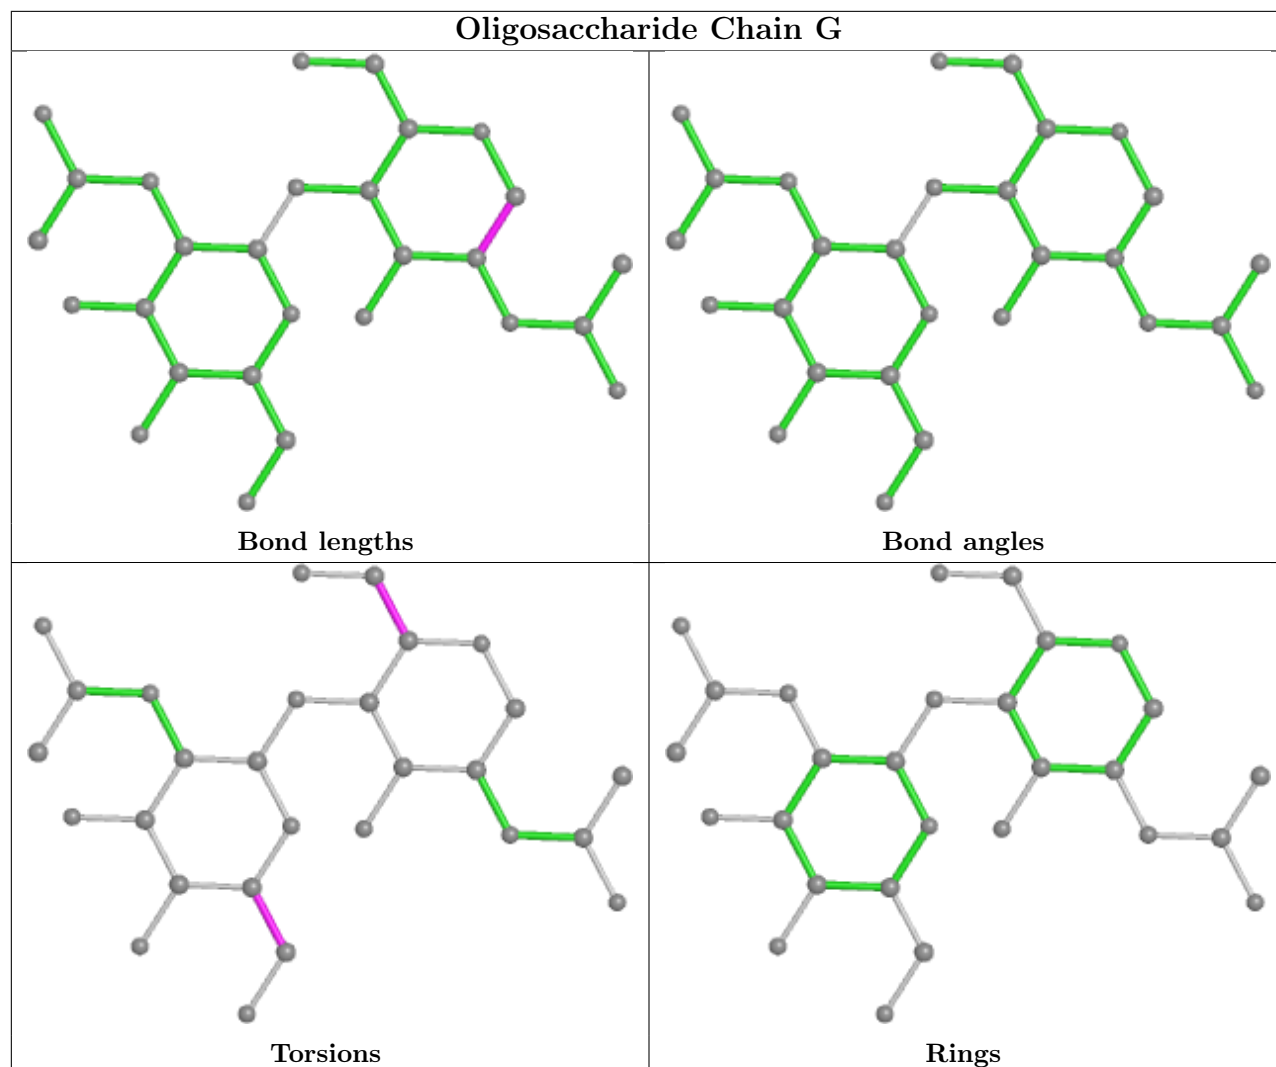 Oligosaccharide Chain G
Bond lengths
Bond angles
Torsions
Rings